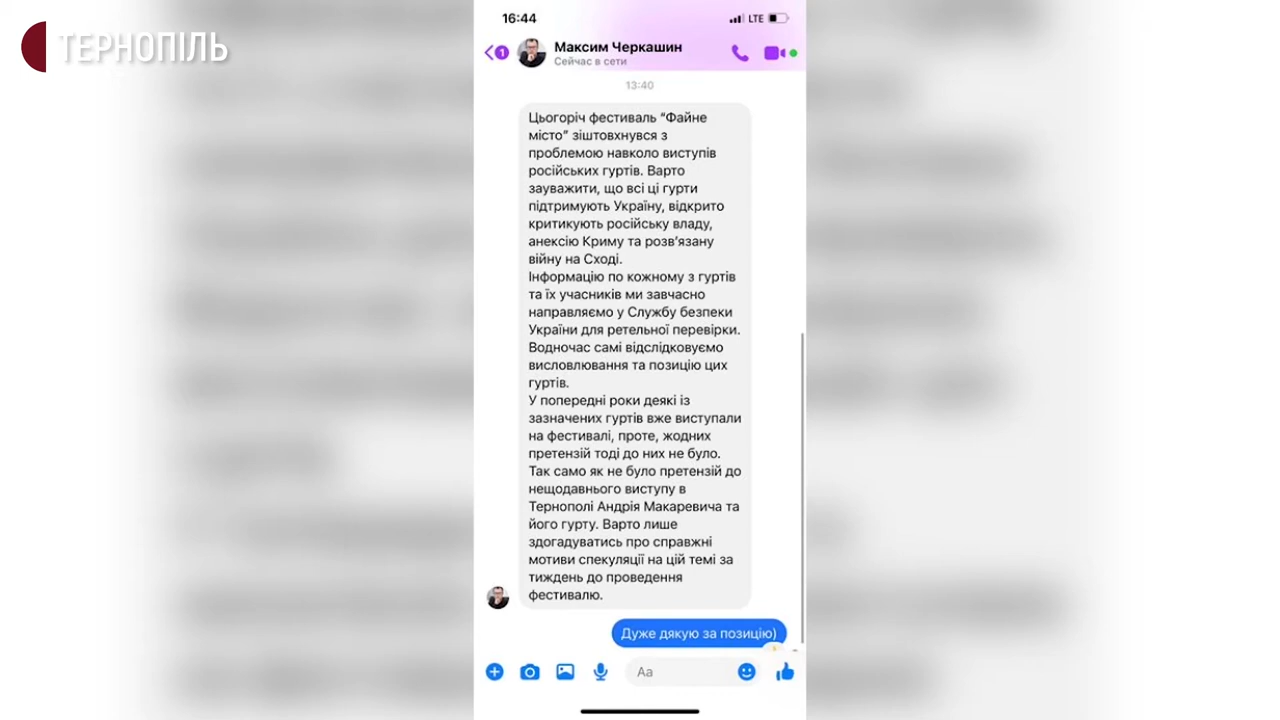 ТЕРНОПІЛЬ
16:44
LTE
1
Максим Черкашин
Сейчас в сети
13:40
Цьогоріч фестиваль “Файне
місто” зіштовхнувся з
проблемою навколо виступів
російських гуртів. Варто
зауважити, що всі ці гурти
підтримують Україну, відкрито
критикують російську владу,
анексію Криму та розв’язану
війну на Сході.
Інформацію по кожному з гуртів
та їх учасників ми завчасно
направляємо у Службу безпеки
України для ретельної перевірки.
Водночас самі відслідковуємо
висловлювання та позицію цих
гуртів.
У попередні роки деякі із
зазначених гуртів вже виступали
на фестивалі, проте, жодних
претензій тоді до них не було.
Так само як не було претензій до
нещодавнього виступу в
Тернополі Андрія Макаревича та
його гурту. Варто лише
здогадуватись про справжні
мотиви спекуляції на цій темі за
тиждень до проведення
фестивалю.
Дуже дякую за позицію)
Aa